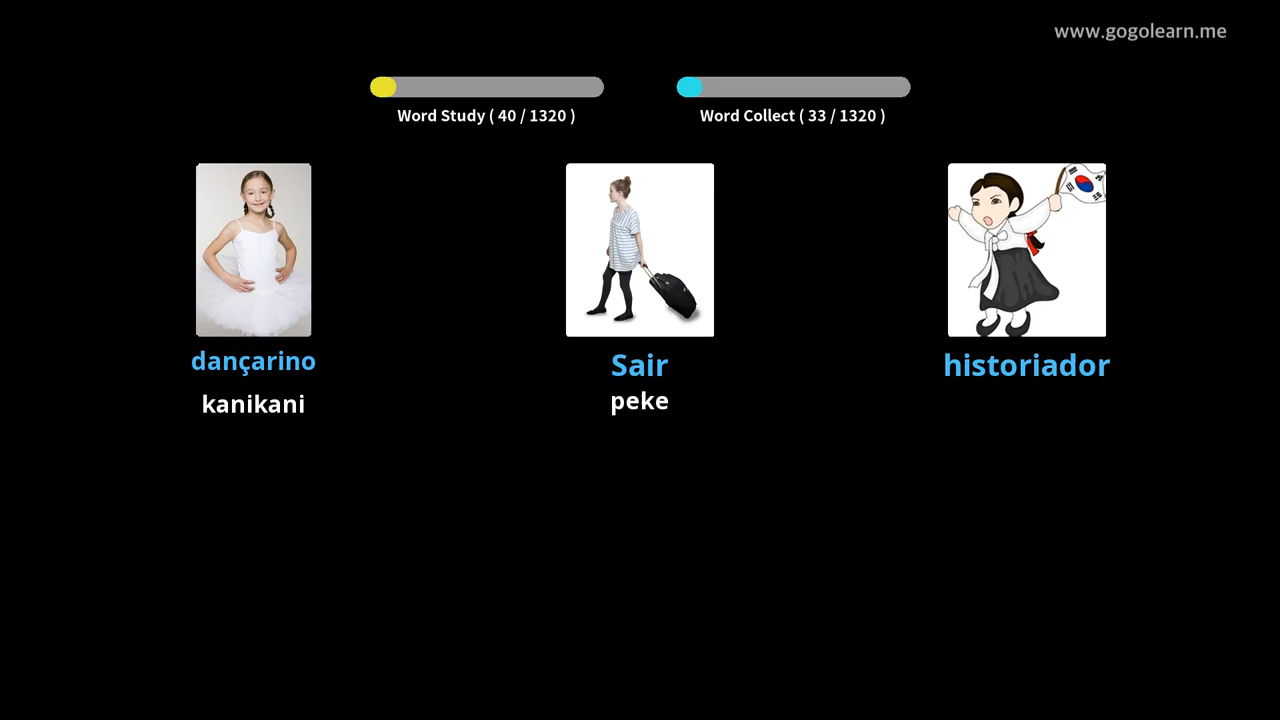 www.gogolearn.me
Word Study ( 40 / 1320 )
Word Collect ( 33 / 1320 )
dançarino
kanikani
Sair
peke
historiador